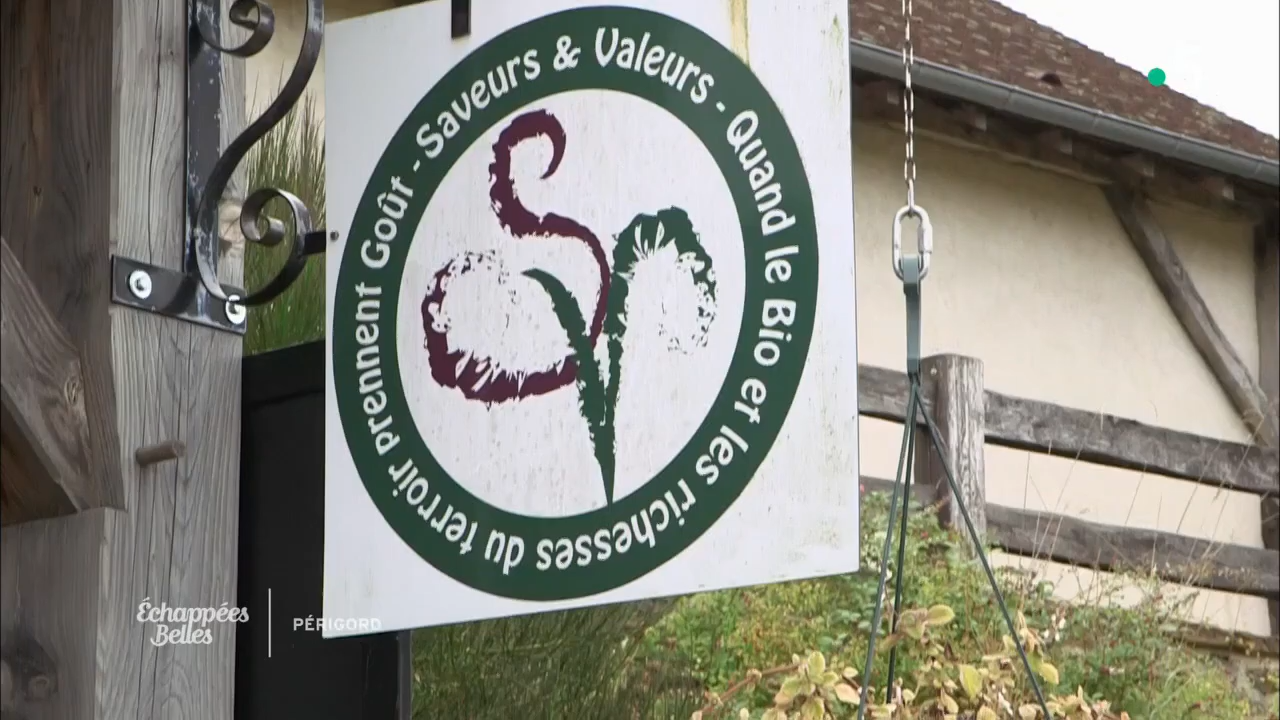 Saveurs & Valeurs - Quand le Bio et les richesses du terroir prennent Goût -
Échappées
Belles
PÉRIGORD